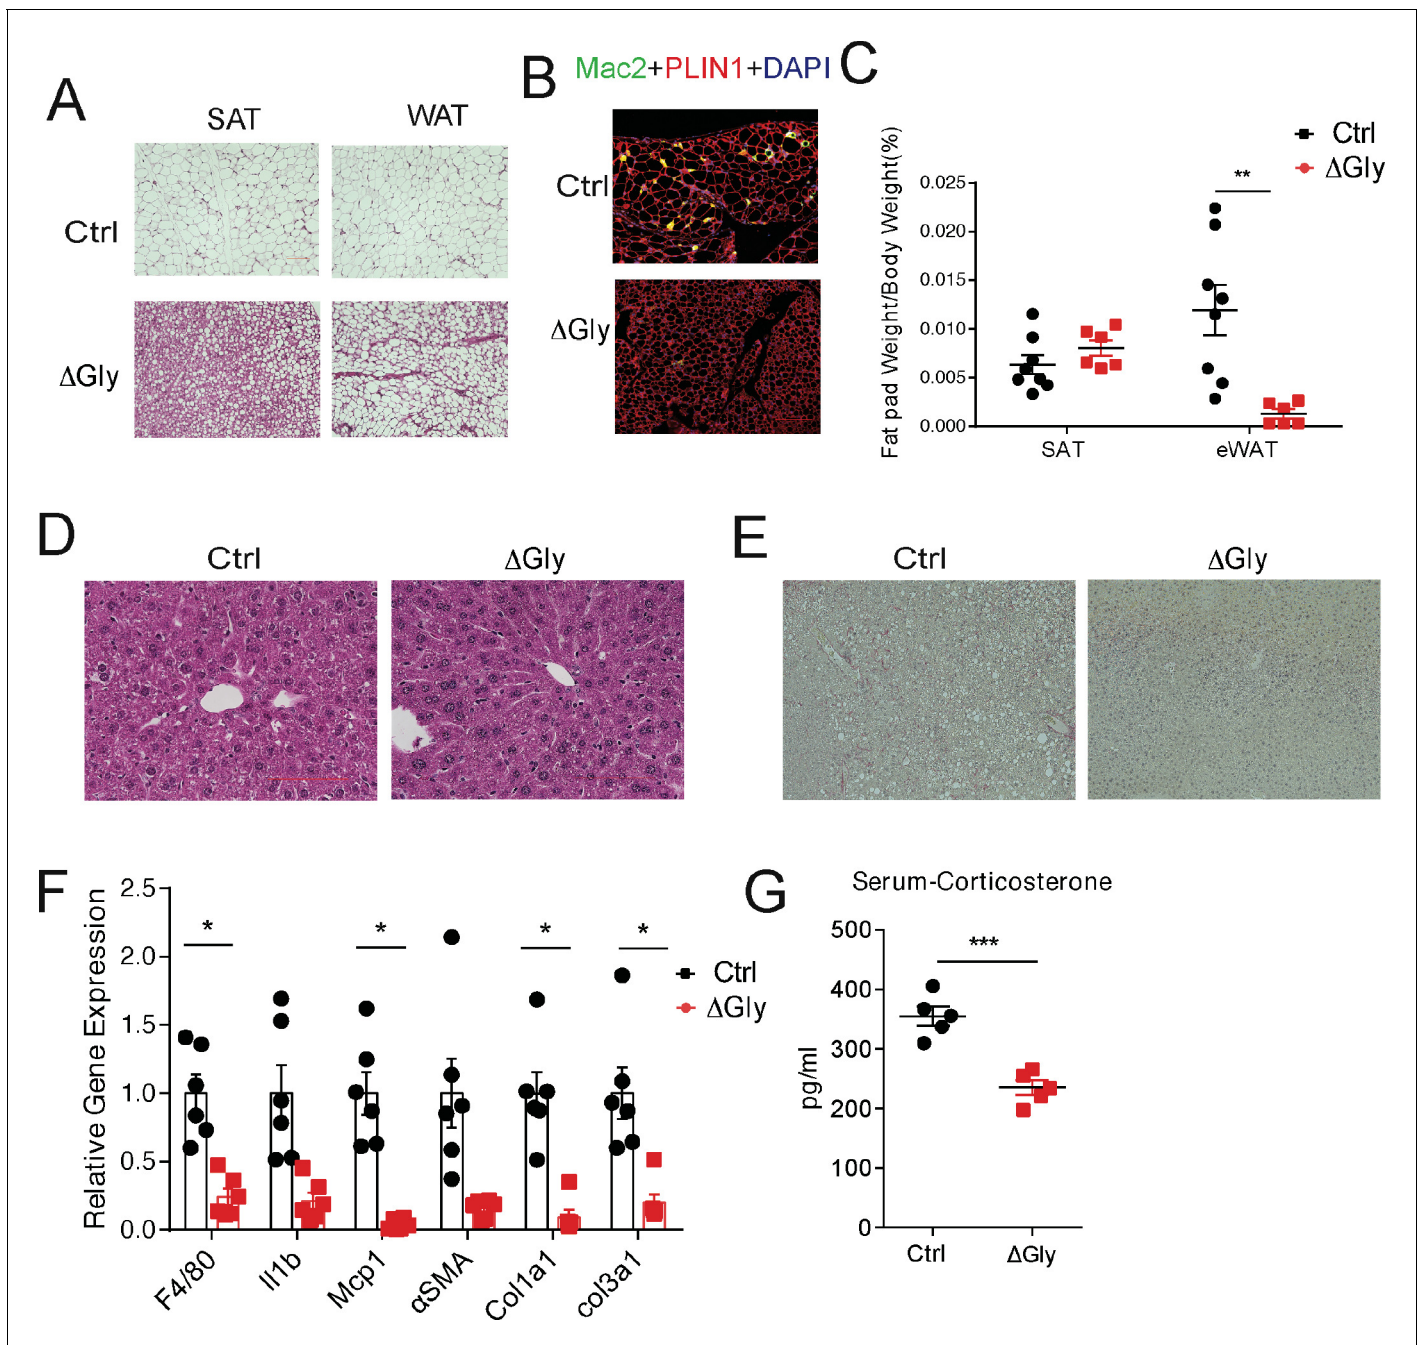 A
SAT
WAT
Ctrl
ΔGly
B
Mac2+PLIN1+DAPI
Ctrl
ΔGly
C
Ctrl
ΔGly
Fat pad Weight/Body Weight(%)
0.025
0.020
0.015
0.010
0.005
0.000
**
SAT
eWAT
D
Ctrl
ΔGly
E
Ctrl
ΔGly
F
Relative Gene Expression
2.5
2.0
1.5
1.0
0.5
0.0
*
*
*
*
Ctrl
ΔGly
F4/80
Il1b
Mcp1
αSMA
Col1a1
col3a1
G
Serum-Corticosterone
pg/ml
500
400
300
200
100
0
***
Ctrl
ΔGly